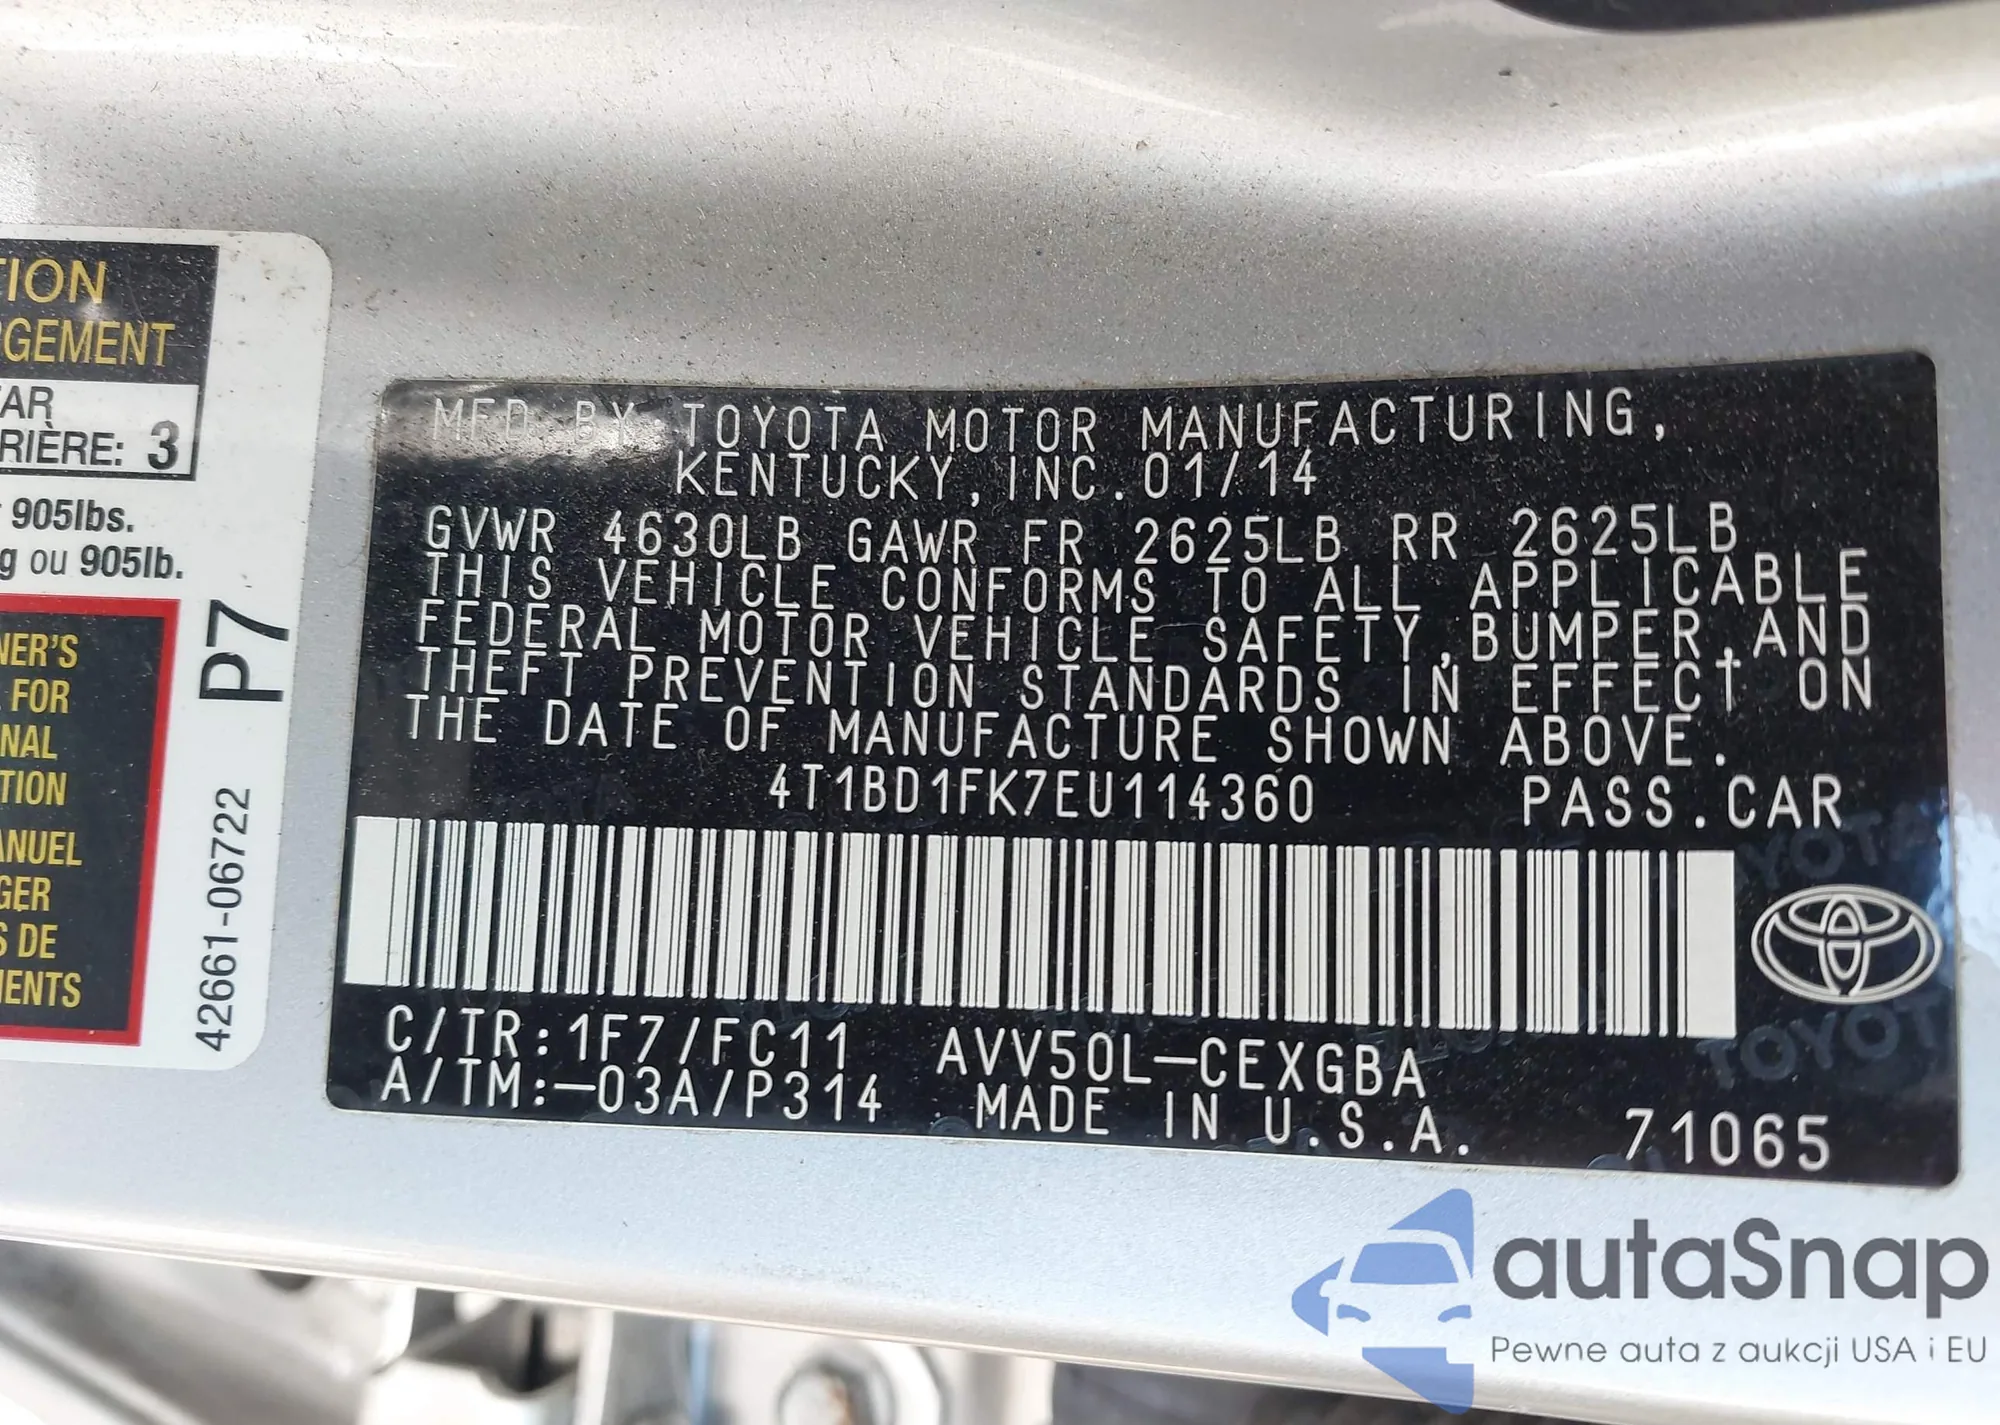 TION
RGEMENT
AR
RIÈRE: 3
905lbs.
g ou 905lb.
NER'S
FOR
NAL
TION
ANUEL
GER
S DE
MENTS
P7
42661-06722
MFD BY TOYOTA MOTOR MANUFACTURING,
KENTUCKY, INC. 01/14
GVWR 4630LB GAWR FR 2625LB RR 2625LB
THIS VEHICLE CONFORMS TO ALL APPLICABLE
FEDERAL MOTOR VEHICLE SAFETY, BUMPER, AND
THEFT PREVENTION STANDARDS IN EFFECT ON
THE DATE OF MANUFACTURE SHOWN ABOVE.
4T1BD1FK7EU114360 PASS.CAR
C/TR:1F7/FC11 AVV50L-CEXGBA
A/TM:-03A/P314 MADE IN U.S.A. 71065
autoSnap
Pewne auta z aukcji USA i EU